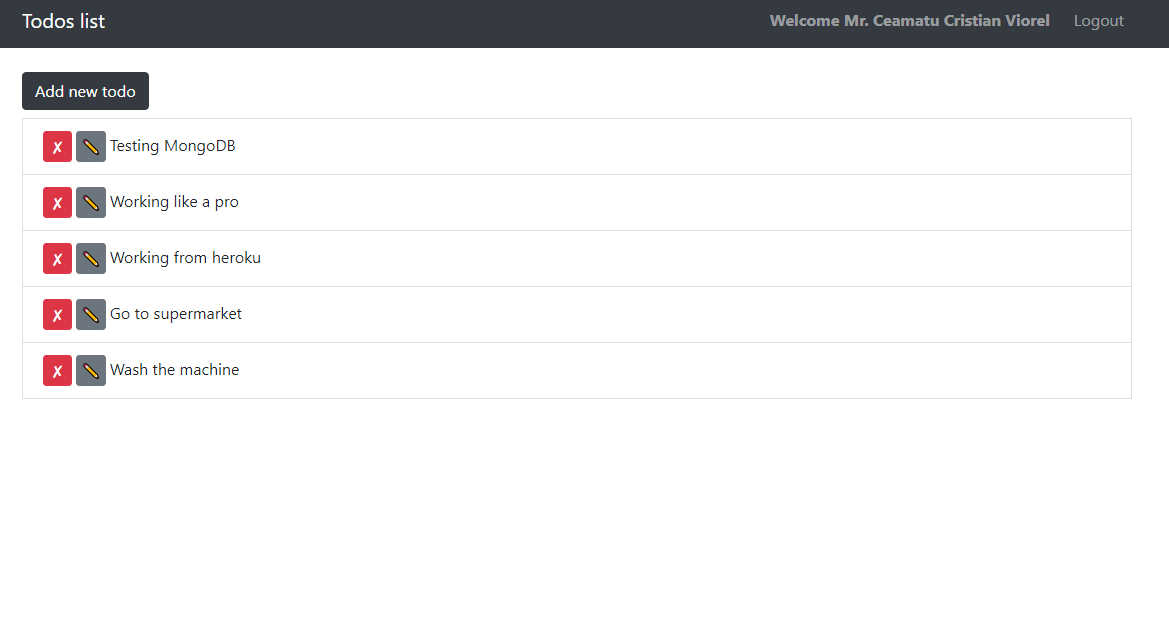 Todos list
Welcome Mr. Ceamatu Cristian Viorel Logout
Add new todo
✗ Testing MongoDB
✗ Working like a pro
✗ Working from heroku
✗ Go to supermarket
✗ Wash the machine